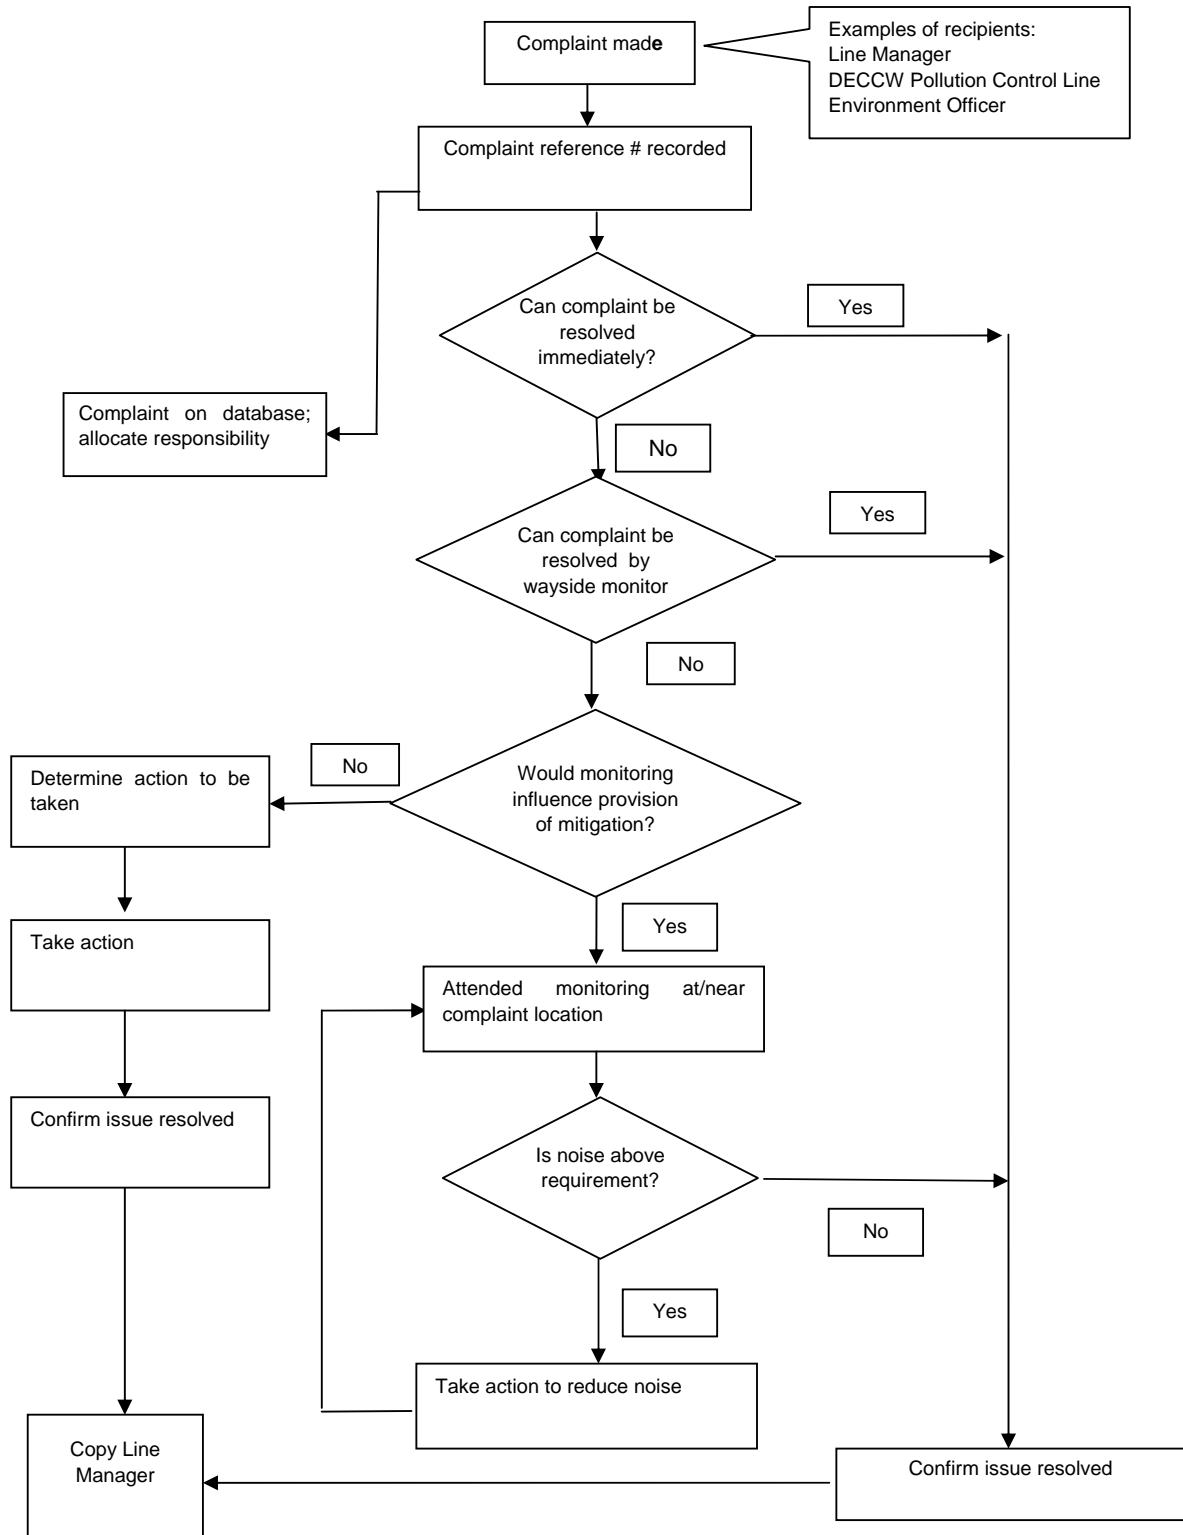 Complaint made
Examples of recipients:
Line Manager
DECCW Pollution Control Line
Environment Officer
Complaint reference # recorded
Can complaint be
resolved
immediately?
Yes
Complaint on database;
allocate responsibility
No
Can complaint be
resolved by
wayside monitor
Yes
No
Would monitoring
influence provision
of mitigation?
No
Determine action to be
taken
Yes
Take action
Attended monitoring at/near
complaint location
Confirm issue resolved
Is noise above
requirement?
No
Yes
Take action to reduce noise
Copy Line
Manager
Confirm issue resolved